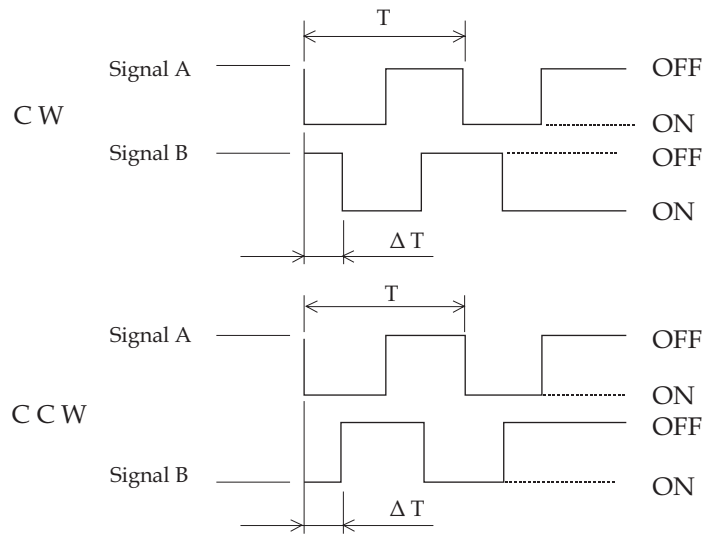 T
Signal A
OFF
C W
ON
Signal B
OFF
ON
Δ T
T
Signal A
OFF
ON
C C W
OFF
Signal B
ON
Δ T